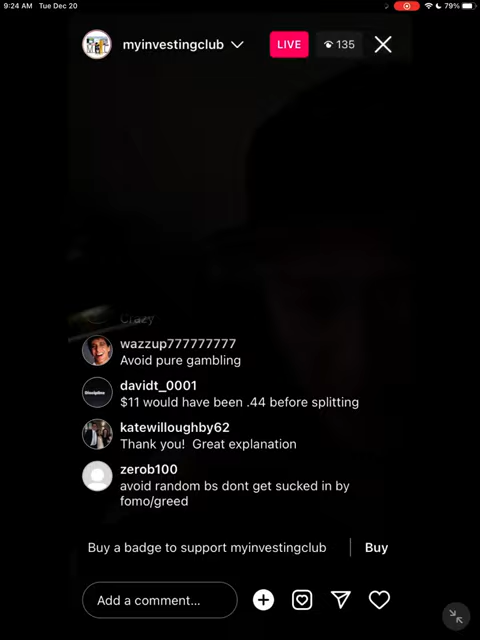 9:24 AM Tue Dec 20
79%
myinvestingclub
LIVE
135
Crazy
wazzup777777777
Avoid pure gambling
davidt_0001
$11 would have been .44 before splitting
katewilloughby62
Thank you! Great explanation
zerob100
avoid random bs dont get sucked in by
fomo/greed
Buy a badge to support myinvestingclub
Buy
Add a comment...